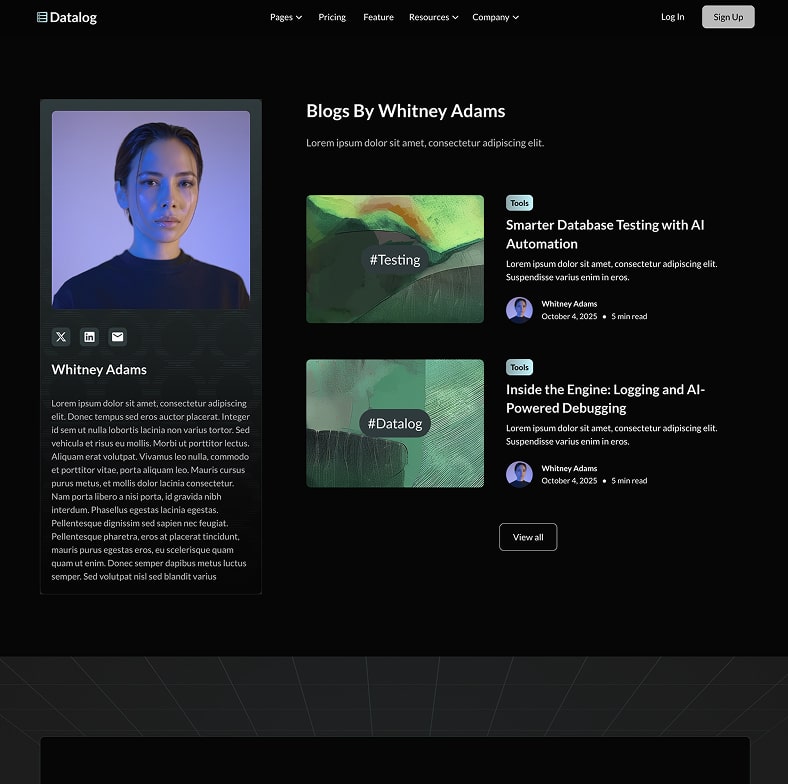 Datalog
Pages
Pricing
Feature
Resources
Company
Log In
Sign Up
Whitney Adams
Lorem ipsum dolor sit amet, consectetur adipiscing
elit. Donec tempus sed eros auctor placerat. Integer
id sem ut nulla lobortis lacinia non varius tortor. Sed
vehicula et risus eu mollis. Morbi ut porttitor lectus.
Aliquam erat volutpat. Vivamus leo nulla, commodo
et porttitor vitae, porta aliquam leo. Mauris cursus
purus metus, et mollis dolor lacinia consectetur.
Nam porta libero a nisi porta, id gravida nibh
interdum. Phasellus egestas lacinia egestas.
Pellentesque dignissim sed sapien nec feugiat.
Pellentesque pharetra, eros at placerat tincidunt,
mauris purus egestas eros, eu scelerisque quam
quam ut enim. Donec semper dapibus metus luctus
semper. Sed volutpat nisl sed blandit varius
Blogs By Whitney Adams
Lorem ipsum dolor sit amet, consectetur adipiscing elit.
#Testing
Tools
Smarter Database Testing with AI
Automation
Lorem ipsum dolor sit amet, consectetur adipiscing elit.
Suspendisse varius enim in eros.
Whitney Adams
October 4, 2025 • 5 min read
#Datalog
Tools
Inside the Engine: Logging and AI-
Powered Debugging
Lorem ipsum dolor sit amet, consectetur adipiscing elit.
Suspendisse varius enim in eros.
Whitney Adams
October 4, 2025 • 5 min read
View all